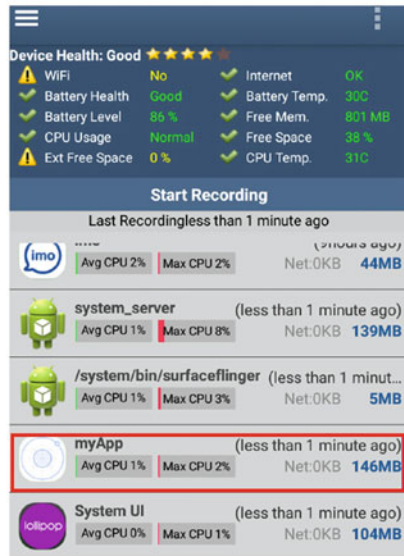 Device Health: Good
WiFi No Internet OK
Battery Health Good Battery Temp. 30C
Battery Level 86 % Free Mem. 801 MB
CPU Usage Normal Free Space 38 %
Ext Free Space 0 % CPU Temp. 31C
Start Recording
Last Recordingless than 1 minute ago
imo imo (9hours ago)
Avg CPU 2% Max CPU 2% Net:0KB 44MB
system_server (less than 1 minute ago)
Avg CPU 1% Max CPU 8% Net:0KB 139MB
/system/bin/surfaceflinger (less than 1 minut...
Avg CPU 1% Max CPU 3% Net:0KB 5MB
myApp (less than 1 minute ago)
Avg CPU 1% Max CPU 2% Net:0KB 146MB
lollipop System UI (less than 1 minute ago)
Avg CPU 0% Max CPU 1% Net:0KB 104MB